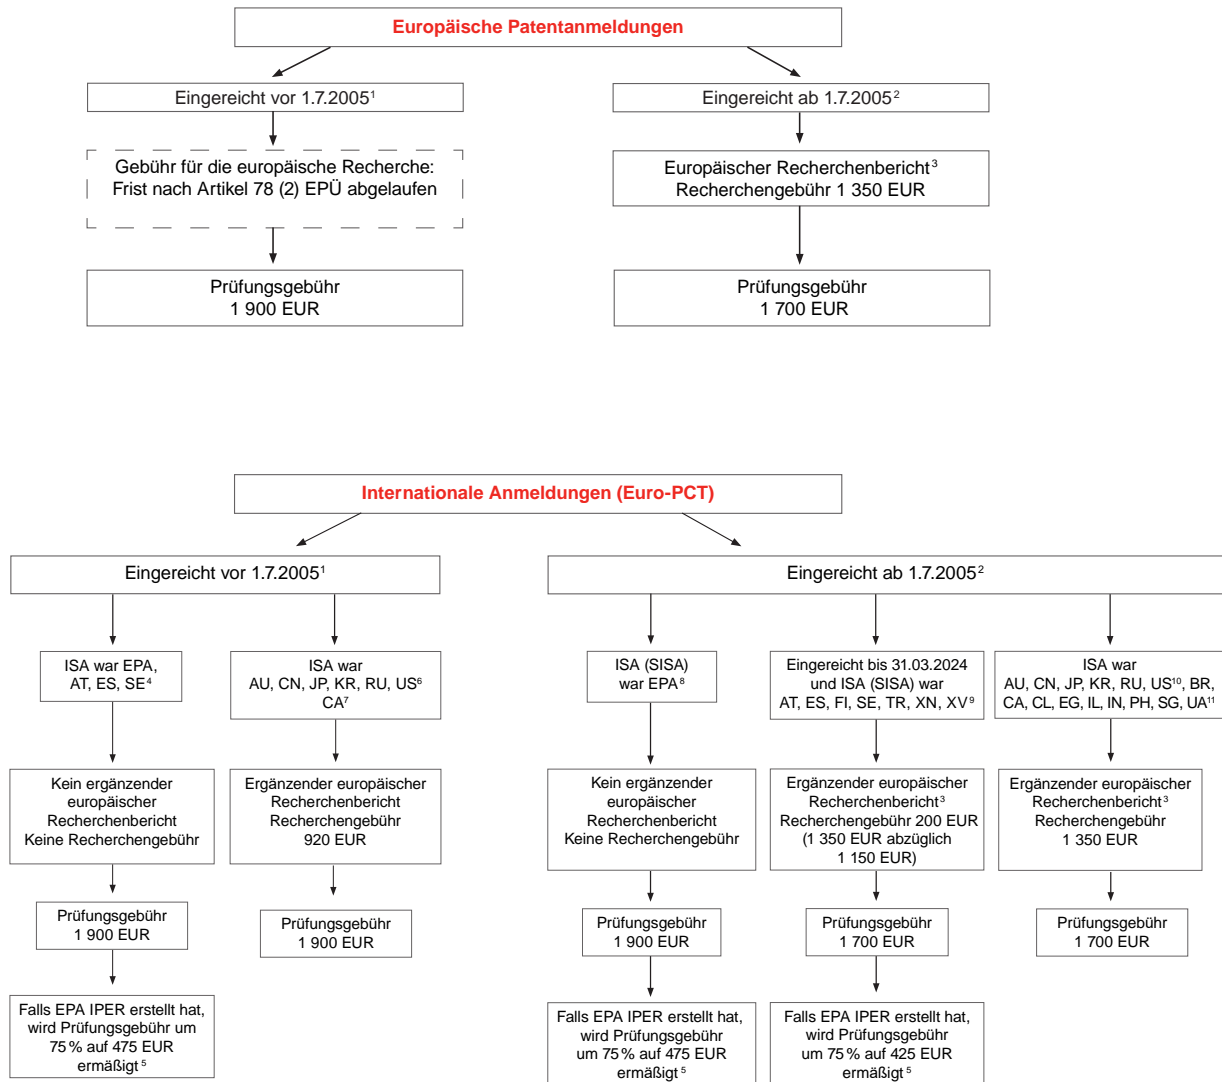 Europäische Patentanmeldungen
Eingereicht vor 1.7.2005¹
Eingereicht ab 1.7.2005²
Gebühr für die europäische Recherche:
Frist nach Artikel 78 (2) EPÜ abgelaufen
Europäischer Recherchenbericht³
Recherchengebühr 1 350 EUR
Prüfungsgebühr
1 900 EUR
Prüfungsgebühr
1 700 EUR
Internationale Anmeldungen (Euro-PCT)
Eingereicht vor 1.7.2005¹
Eingereicht ab 1.7.2005²
ISA war EPA,
AT, ES, SE⁴
ISA war
AU, CN, JP, KR, RU, US⁶
CA⁷
ISA (SISA)
war EPA⁸
Eingereicht bis 31.03.2024
und ISA (SISA) war
AT, ES, FI, SE, TR, XN, XV⁹
ISA war
AU, CN, JP, KR, RU, US¹⁰, BR,
CA, CL, EG, IL, IN, PH, SG, UA¹¹
Kein ergänzender
europäischer
Recherchenbericht
Keine Recherchengebühr
Ergänzender europäischer
Recherchenbericht
Recherchengebühr
920 EUR
Kein ergänzender
europäischer
Recherchenbericht
Keine Recherchengebühr
Ergänzender europäischer
Recherchenbericht³
Recherchengebühr 200 EUR
(1 350 EUR abzüglich
1 150 EUR)
Ergänzender europäischer
Recherchenbericht³
Recherchengebühr
1 350 EUR
Prüfungsgebühr
1 900 EUR
Prüfungsgebühr
1 900 EUR
Prüfungsgebühr
1 900 EUR
Prüfungsgebühr
1 700 EUR
Prüfungsgebühr
1 700 EUR
Falls EPA IPER erstellt hat,
wird Prüfungsgebühr um
75 % auf 475 EUR
ermäßigt⁵
Falls EPA IPER erstellt hat,
wird Prüfungsgebühr
um 75 % auf 475 EUR
ermäßigt⁵
Falls EPA IPER erstellt hat,
wird Prüfungsgebühr
um 75 % auf 425 EUR
ermäßigt⁵